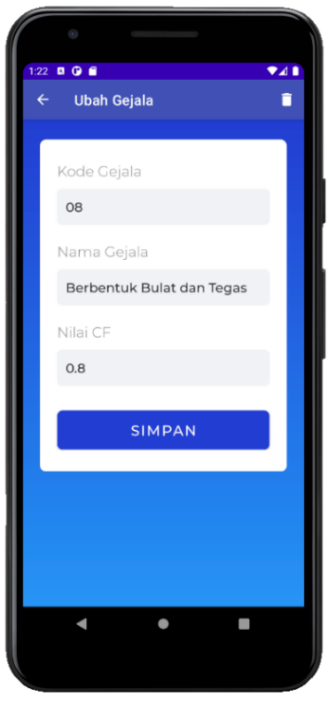 1:22
Ubah Gejala
Kode Gejala
08
Nama Gejala
Berbentuk Bulat dan Tegas
Nilai CF
0.8
SIMPAN